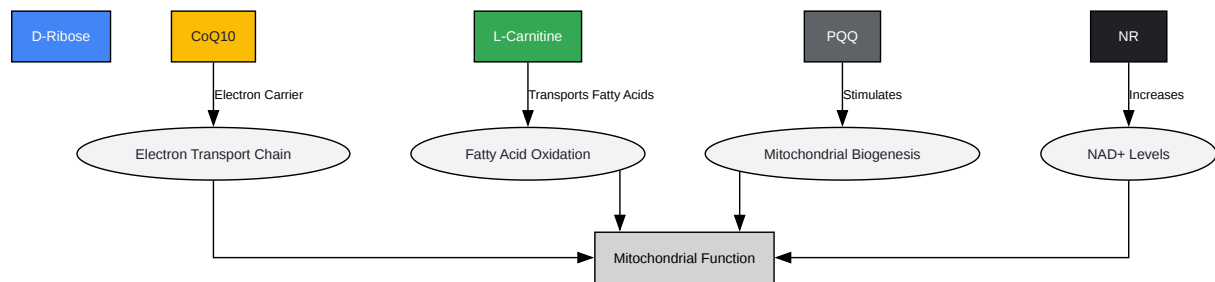 D-Ribose
CoQ10
L-Carnitine
PQQ
NR
Electron Carrier
Transports Fatty Acids
Stimulates
Increases
Electron Transport Chain
Fatty Acid Oxidation
Mitochondrial Biogenesis
NAD+ Levels
Mitochondrial Function